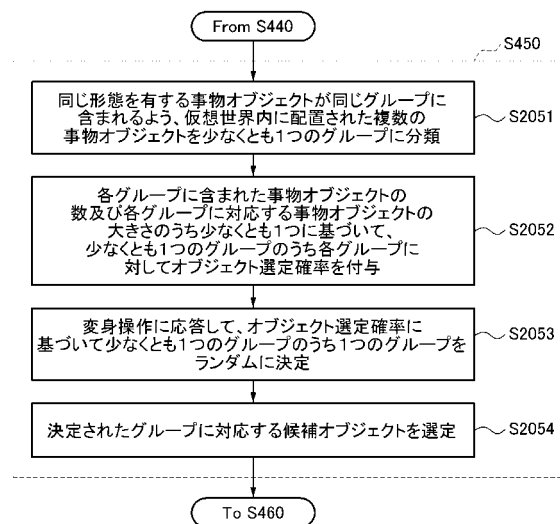 From S440
S450
同じ形態を有する事物オブジェクトが同じグループに
含まれるよう、仮想世界内に配置された複数の
事物オブジェクトを少なくとも1つのグループに分類
S2051
各グループに含まれた事物オブジェクトの
数及び各グループに対応する事物オブジェクトの
大きさのうち少なくとも1つに基づいて、
少なくとも1つのグループのうち各グループに
対してオブジェクト選定確率を付与
S2052
変身操作に応答して、オブジェクト選定確率に
基づいて少なくとも1つのグループのうち1つのグループを
ランダムに決定
S2053
決定されたグループに対応する候補オブジェクトを選定
S2054
To S460